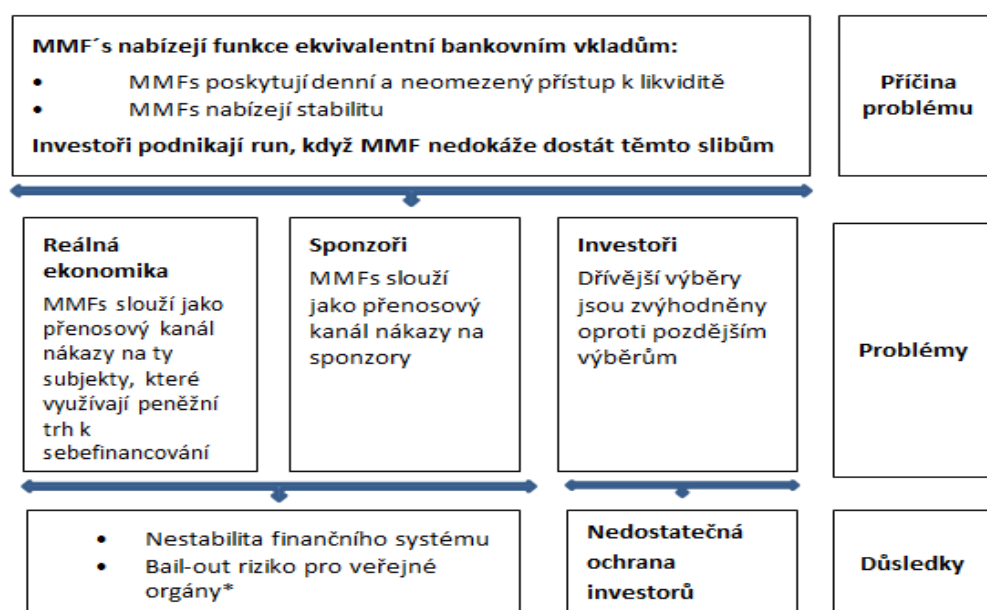 MMF´s nabízejí funkce ekvivalentní bankovním vkladům:
• MMFs poskytují denní a neomezený přístup k likviditě
• MMFs nabízejí stabilitu
Investoři podnikají run, když MMF nedokáže dostát těmto slibům
Příčina
problému
Reálná
ekonomika
MMFs slouží jako
přenosový kanál
nákazy na ty
subjekty, které
využívají peněžní
trh k
sebefinancování
Sponzoři
MMFs slouží
jako přenosový
kanál nákazy na
sponzory
Investoři
Dřívější výběry
jsou zvýhodněny
oproti pozdějším
výběrům
Problémy
• Nestabilita finančního systému
• Bail-out riziko pro veřejné
orgány*
Nedostatečná
ochrana
investorů
Důsledky